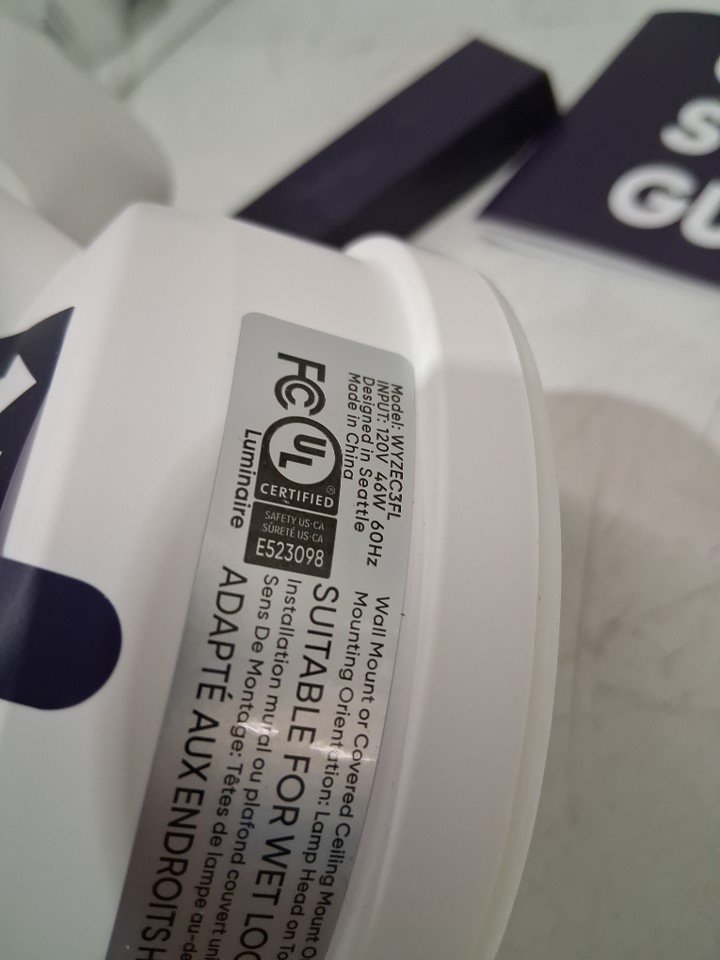 Model: WYZEC3FL
INPUT: 120V 46W 60Hz
Designed in Seattle
Made in China
FC
UL
®
CERTIFIED
SAFETY US-CA
SÛRETÉ US-CA
E523098
Luminaire
Wall Mount or Covered Ceiling Mount
Mounting Orientation: Lamp Head on
SUITABLE FOR WET
Installation mural ou plafond couvert
Sens De Montage: Têtes de lampe
ADAPTÉ AUX ENDROITS